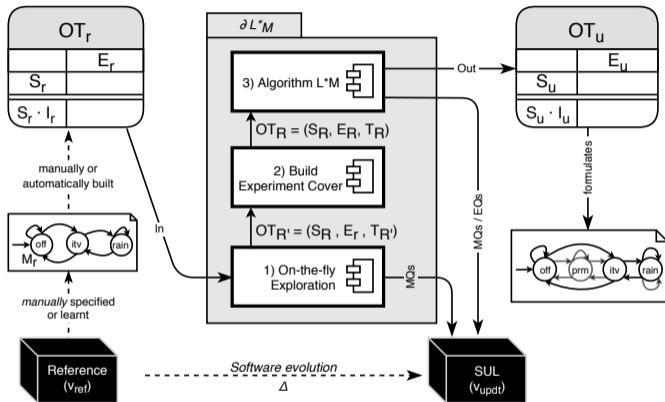 OTr
Er
Sr
Sr · Ir
manually or
automatically built
off
itv
rain
Mr
manually specified
or learnt
Reference
(vref)
∂ L*M
3) Algorithm L*M
OTR = (SR, ER, TR)
2) Build
Experiment Cover
OTR' = (SR , Er , TR')
1) On-the-fly
Exploration
In
Out
MQs
MQs / EQs
Software evolution
Δ
SUL
(vupdt)
OTu
Eu
Su
Su · Iu
formulates
off
prm
itv
rain